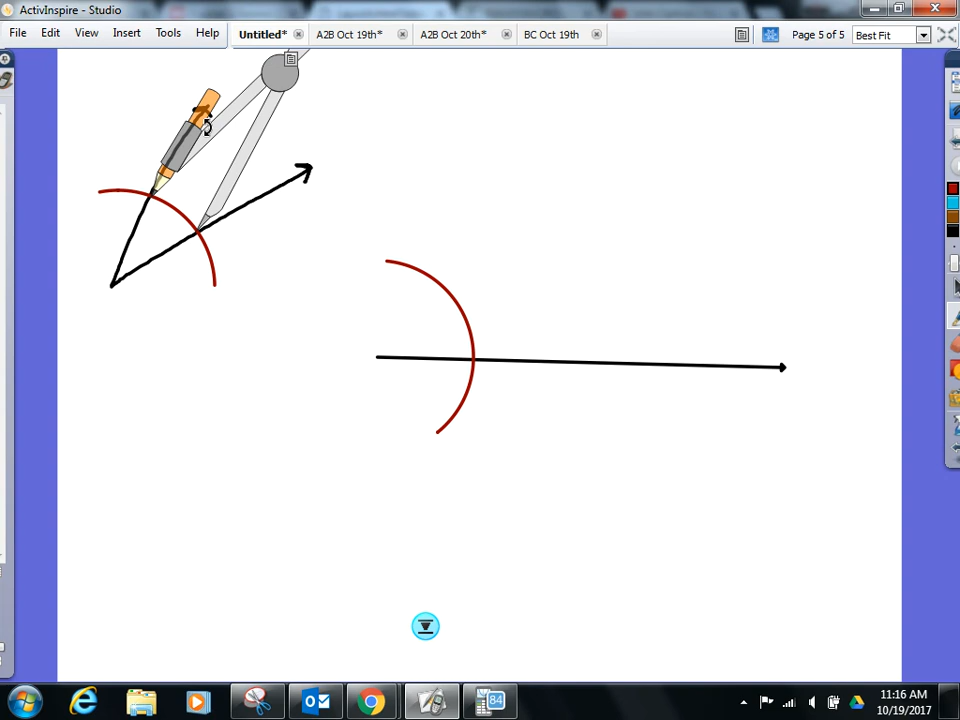 ActivInspire - Studio
File Edit View Insert Tools Help
Untitled* A2B Oct 19th* A2B Oct 20th* BC Oct 19th
Page 5 of 5 Best Fit
84
11:16 AM
10/19/2017